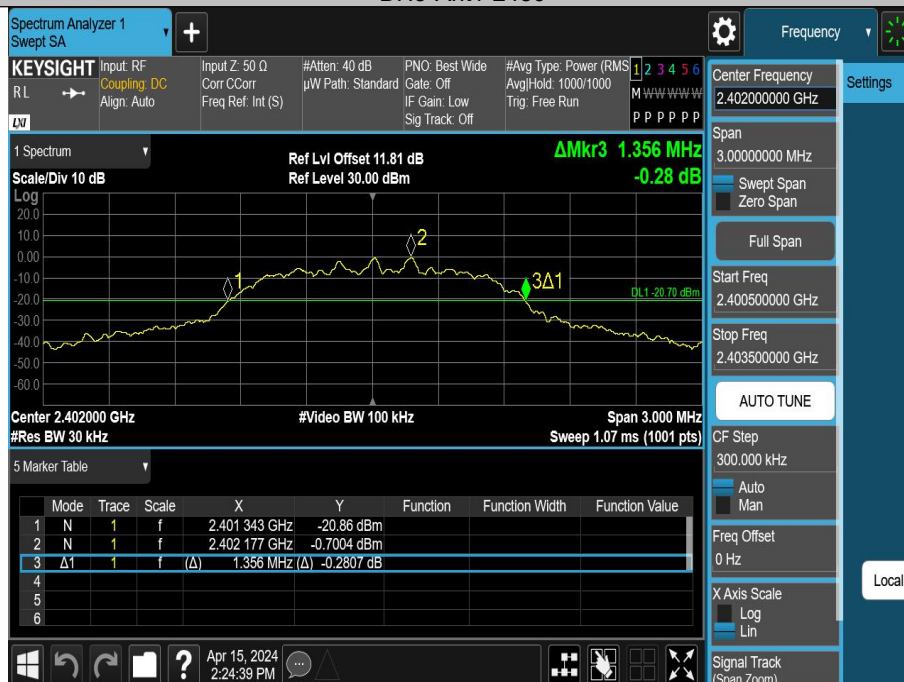 Spectrum Analyzer 1
Swept SA
+
Frequency
KEYSIGHT
RL
LXI
Input: RF
Coupling: DC
Align: Auto
Input Z: 50 Ω
Corr CCorr
Freq Ref: Int (S)
#Atten: 40 dB
µW Path: Standard
PNO: Best Wide
Gate: Off
IF Gain: Low
Sig Track: Off
#Avg Type: Power (RMS
Avg|Hold: 1000/1000
Trig: Free Run
1 2 3 4 5 6
M W W W W W
P P P P P P
1 Spectrum
Scale/Div 10 dB
Ref Lvl Offset 11.81 dB
Ref Level 30.00 dBm
ΔMkr3 1.356 MHz
-0.28 dB
Log
20.0
10.0
0.00
-10.0
-20.0
-30.0
-40.0
-50.0
-60.0
1
2
3Δ1
DL1 -20.70 dBm
Center 2.402000 GHz
#Res BW 30 kHz
#Video BW 100 kHz
Span 3.000 MHz
Sweep 1.07 ms (1001 pts)
5 Marker Table
Mode Trace Scale X Y Function Function Width Function Value
1 N 1 f 2.401 343 GHz -20.86 dBm
2 N 1 f 2.402 177 GHz -0.7004 dBm
3 Δ1 1 f (Δ) 1.356 MHz (Δ) -0.2807 dB
4
5
6
?
Apr 15, 2024
2:24:39 PM
Center Frequency
2.402000000 GHz
Span
3.00000000 MHz
Swept Span
Zero Span
Full Span
Start Freq
2.400500000 GHz
Stop Freq
2.403500000 GHz
AUTO TUNE
CF Step
300.000 kHz
Auto
Man
Freq Offset
0 Hz
X Axis Scale
Log
Lin
Signal Track
(Span Zoom)
Settings
Local